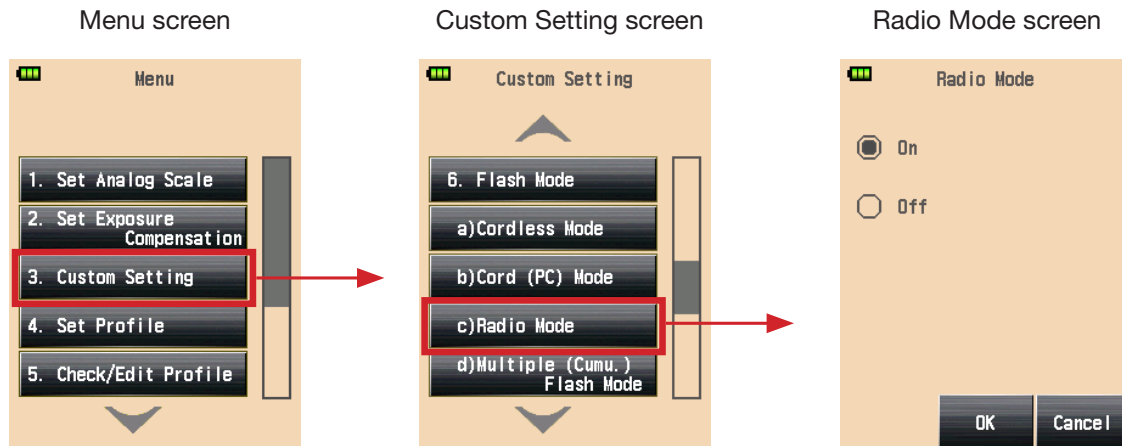 Menu screen
Menu
1. Set Analog Scale
2. Set Exposure
Compensation
3. Custom Setting
4. Set Profile
5. Check/Edit Profile
Custom Setting screen
Custom Setting
6. Flash Mode
a)Cordless Mode
b)Cord (PC) Mode
c)Radio Mode
d)Multiple (Cumu.)
Flash Mode
Radio Mode screen
Radio Mode
On
Off
OK Cancel